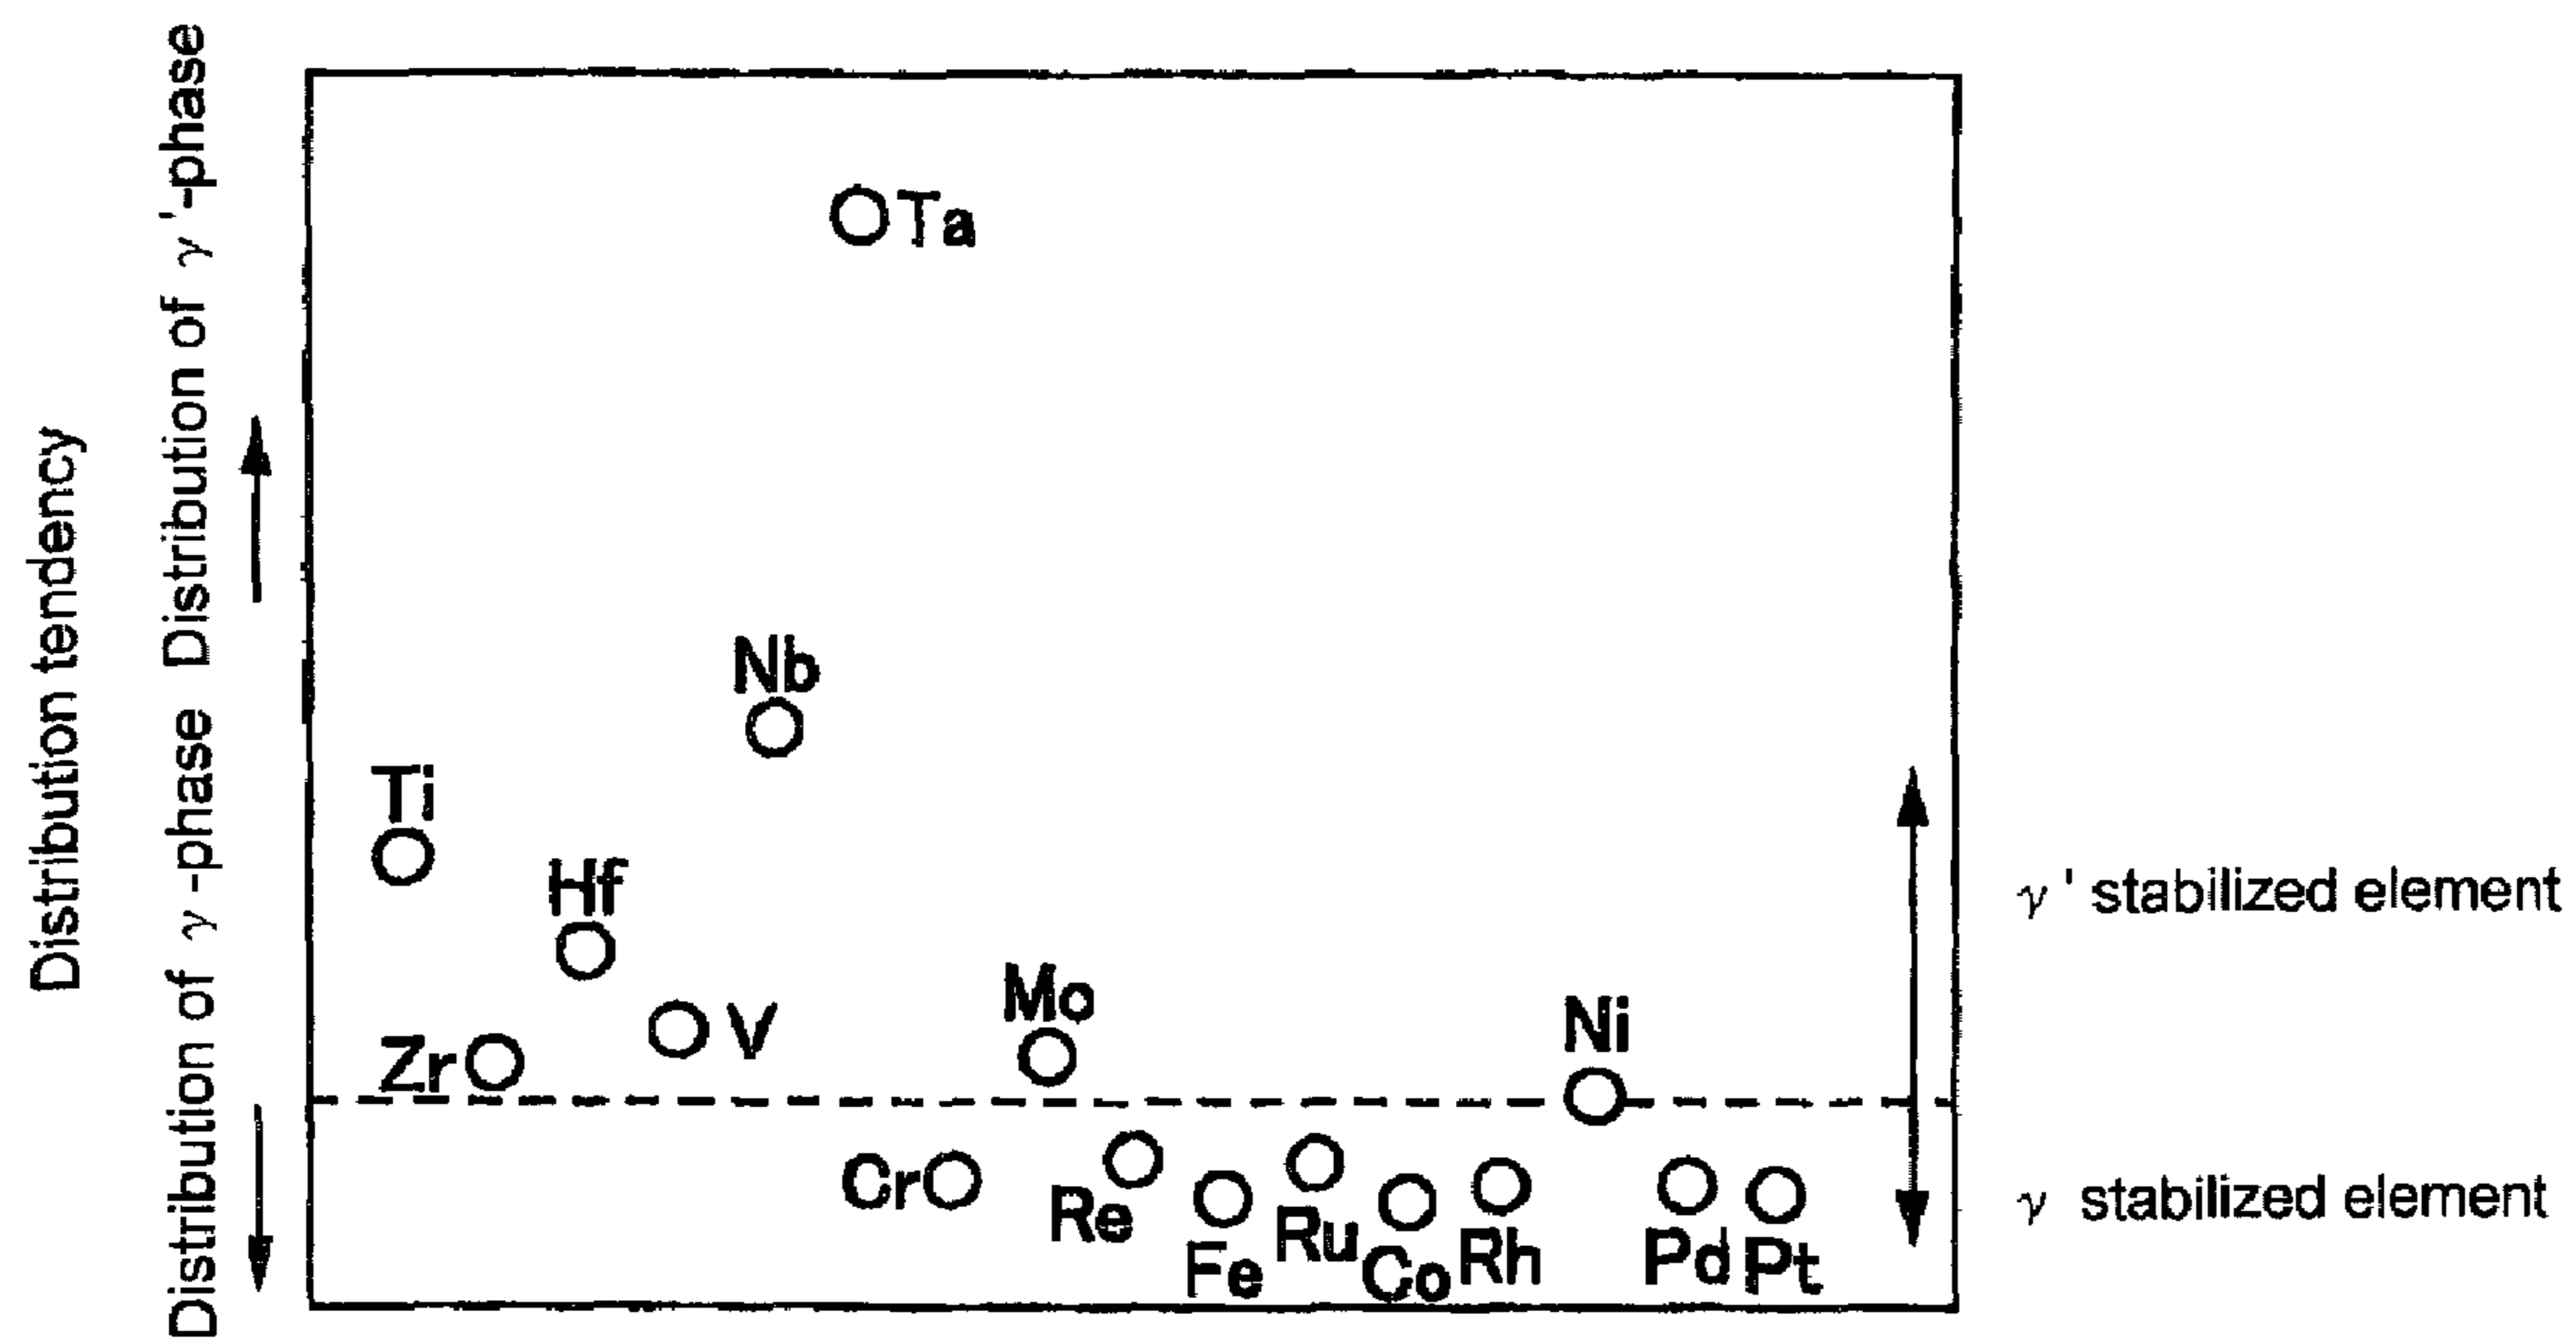 Distribution tendency
Distribution of γ-phase Distribution of γ'-phase
Ta
Nb
Ti
Hf
V
Zr
Mo
Ni
Cr
Re
Fe
Ru
Co
Rh
Pd
Pt
γ' stabilized element
γ stabilized element